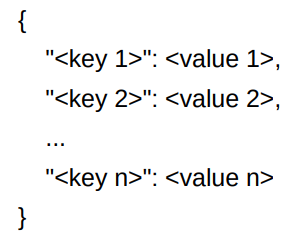 {
"<key 1>": <value 1>,
"<key 2>": <value 2>,
...
"<key n>": <value n>
}